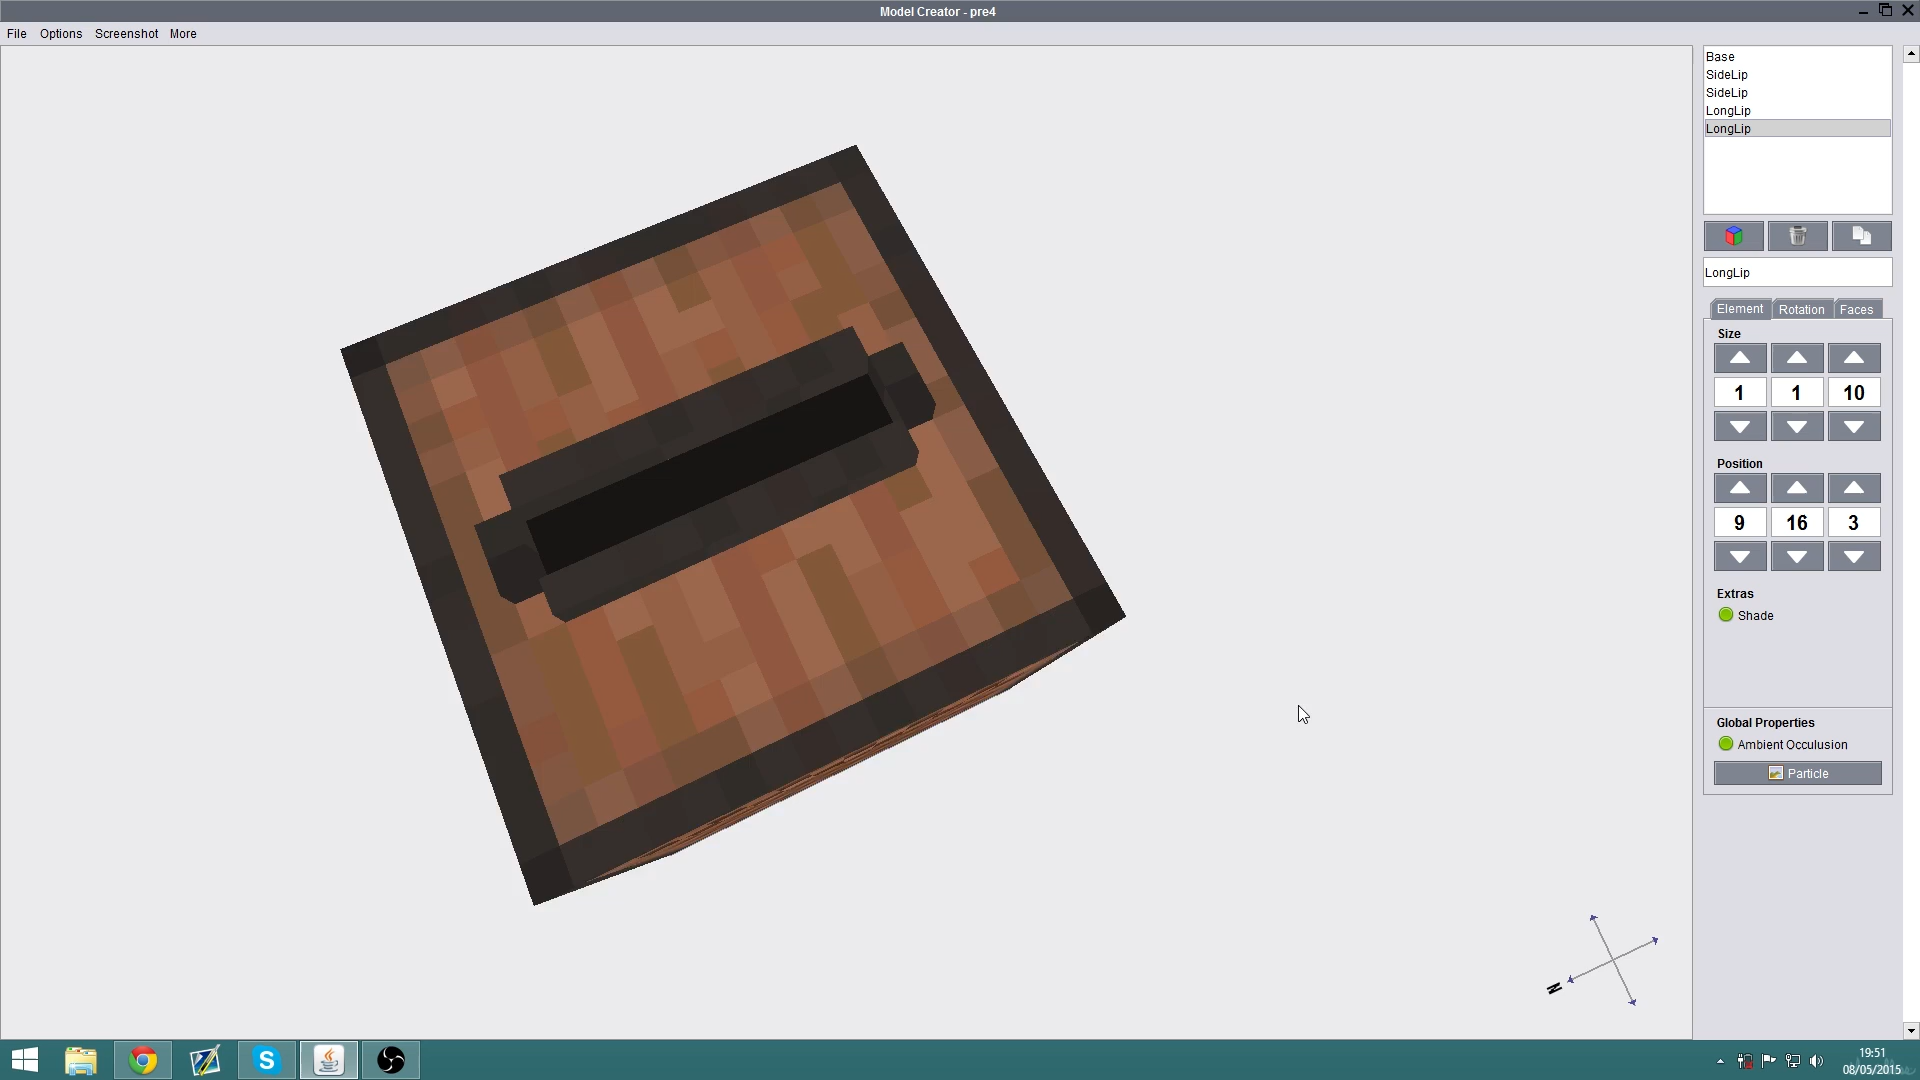 Model Creator - pre4
File Options Screenshot More
Base
SideLip
SideLip
LongLip
LongLip
LongLip
Element Rotation Faces
Size
1 1 10
Position
9 16 3
Extras
Shade
Global Properties
Ambient Occulusion
Particle
N
19:51
08/05/2015